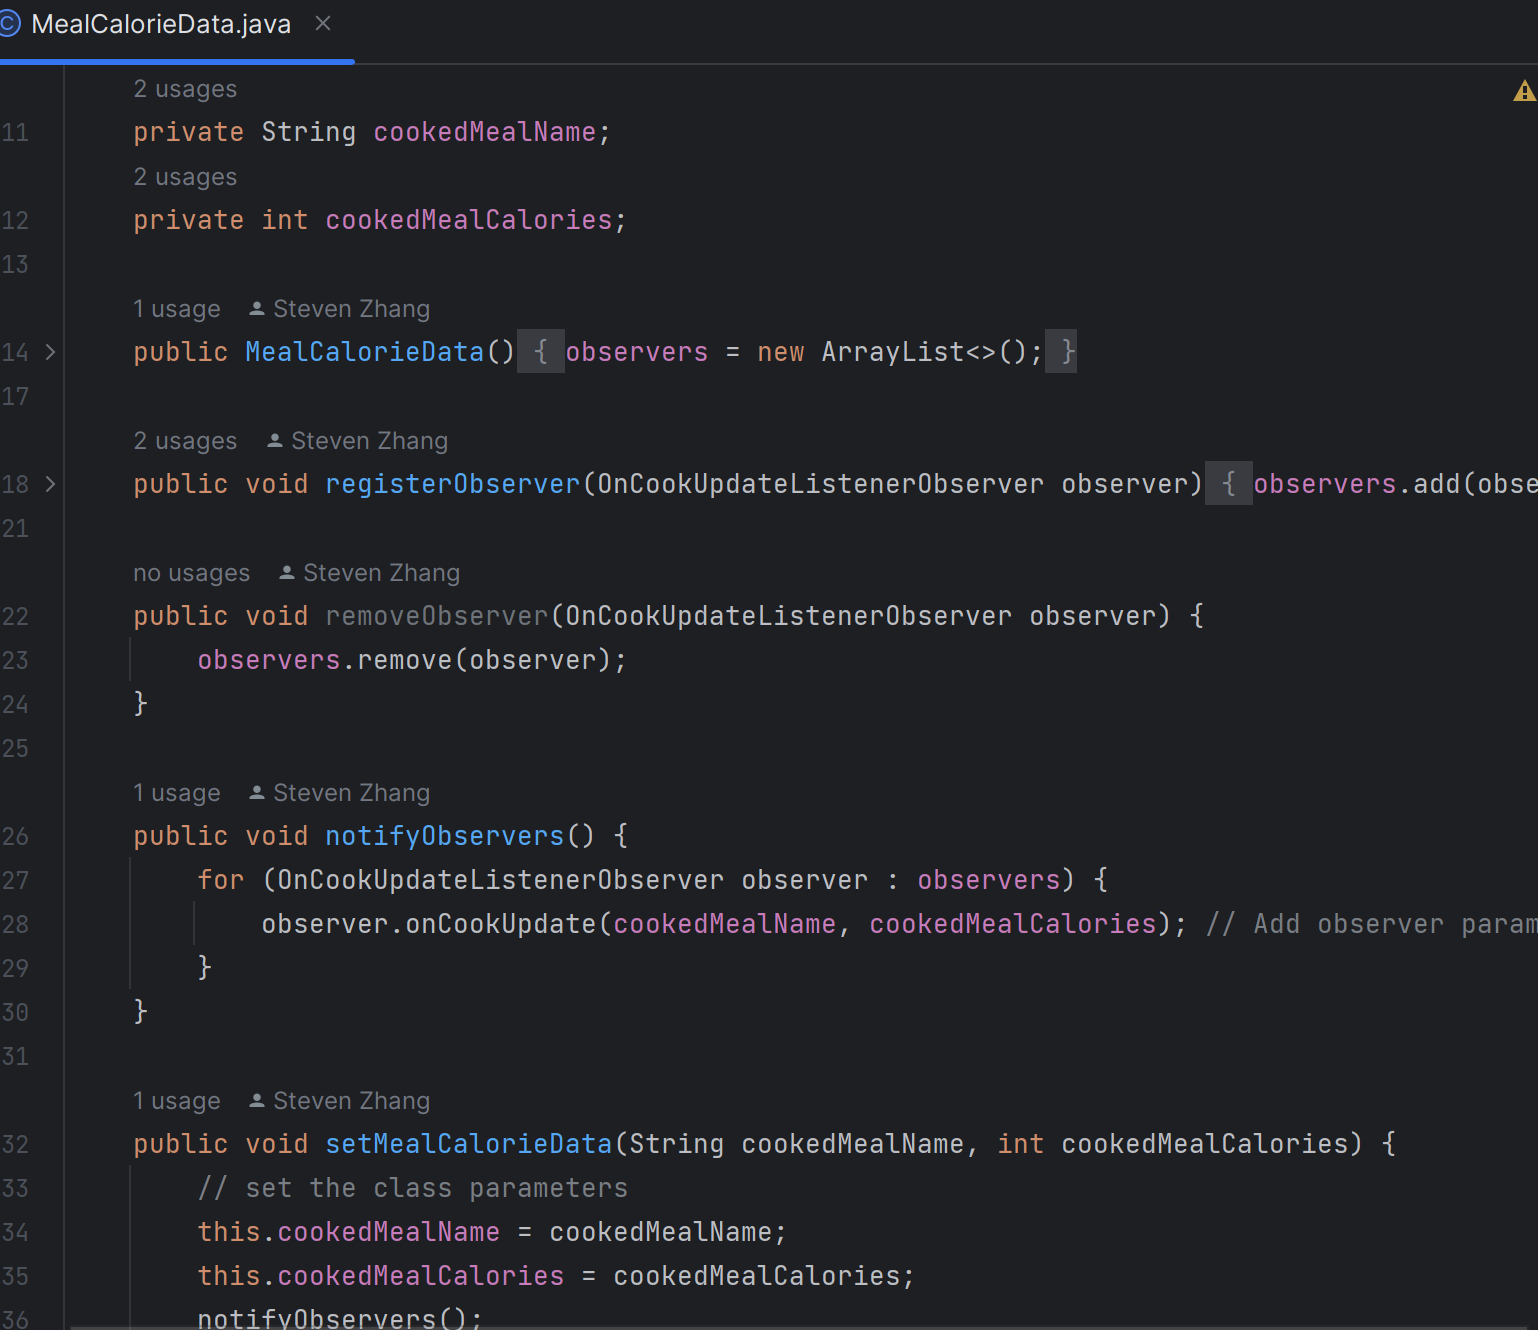 MealCalorieData.java
2 usages
11 private String cookedMealName;
2 usages
12 private int cookedMealCalories;
13
1 usage Steven Zhang
14 public MealCalorieData() { observers = new ArrayList<>(); }
17
2 usages Steven Zhang
18 public void registerObserver(OnCookUpdateListenerObserver observer) { observers.add(obse
21
no usages Steven Zhang
22 public void removeObserver(OnCookUpdateListenerObserver observer) {
23 observers.remove(observer);
24 }
25
1 usage Steven Zhang
26 public void notifyObservers() {
27 for (OnCookUpdateListenerObserver observer : observers) {
28 observer.onCookUpdate(cookedMealName, cookedMealCalories); // Add observer param
29 }
30 }
31
1 usage Steven Zhang
32 public void setMealCalorieData(String cookedMealName, int cookedMealCalories) {
33 // set the class parameters
34 this.cookedMealName = cookedMealName;
35 this.cookedMealCalories = cookedMealCalories;
36 notifyObservers();